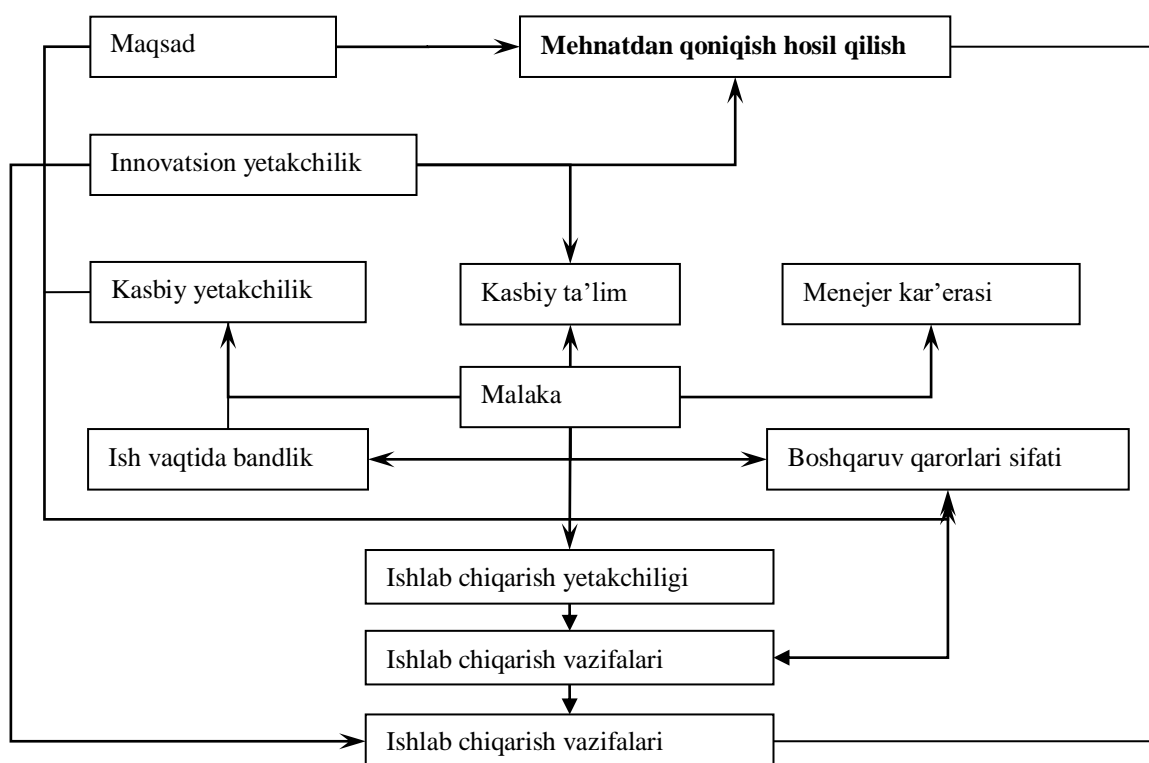 Maqsad
Mehnatdan qoniqish hosil qilish
Innovatsion yetakchilik
Kasbiy yetakchilik
Kasbiy ta’lim
Menejer kar’erasi
Malaka
Ish vaqtida bandlik
Boshqaruv qarorlari sifati
Ishlab chiqarish yetakchiligi
Ishlab chiqarish vazifalari
Ishlab chiqarish vazifalari